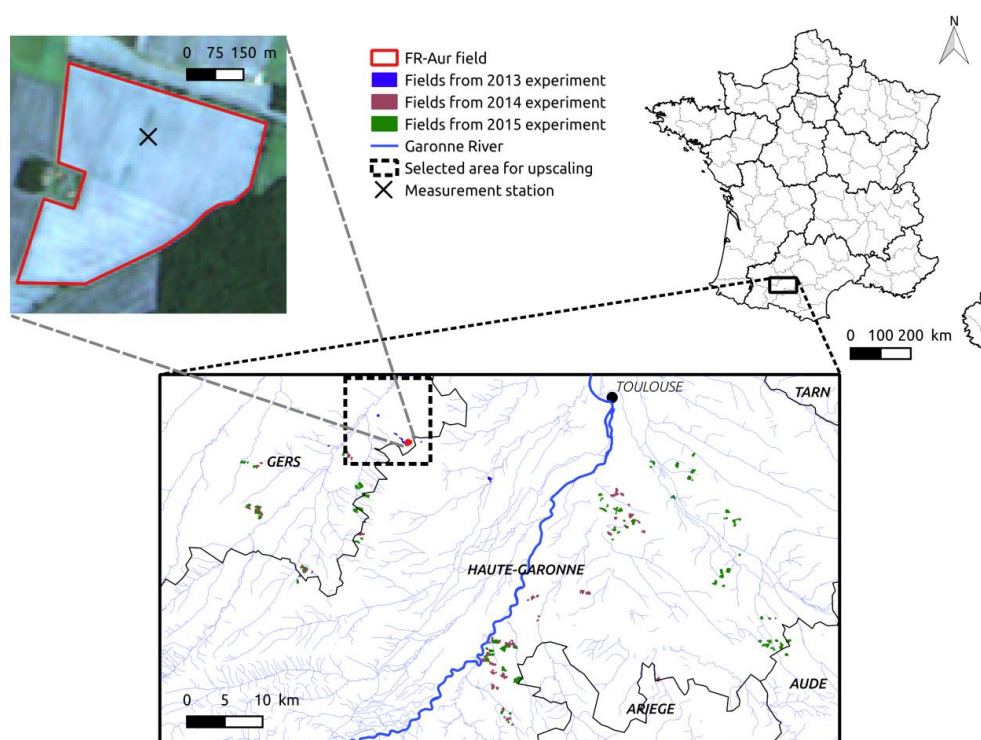 0 75 150 m
FR-Aur field
Fields from 2013 experiment
Fields from 2014 experiment
Fields from 2015 experiment
Garonne River
Selected area for upscaling
Measurement station
N
0 100 200 km
TOULOUSE
TARN
GERS
HAUTE-GARONNE
AUDE
ARIEGE
0 5 10 km